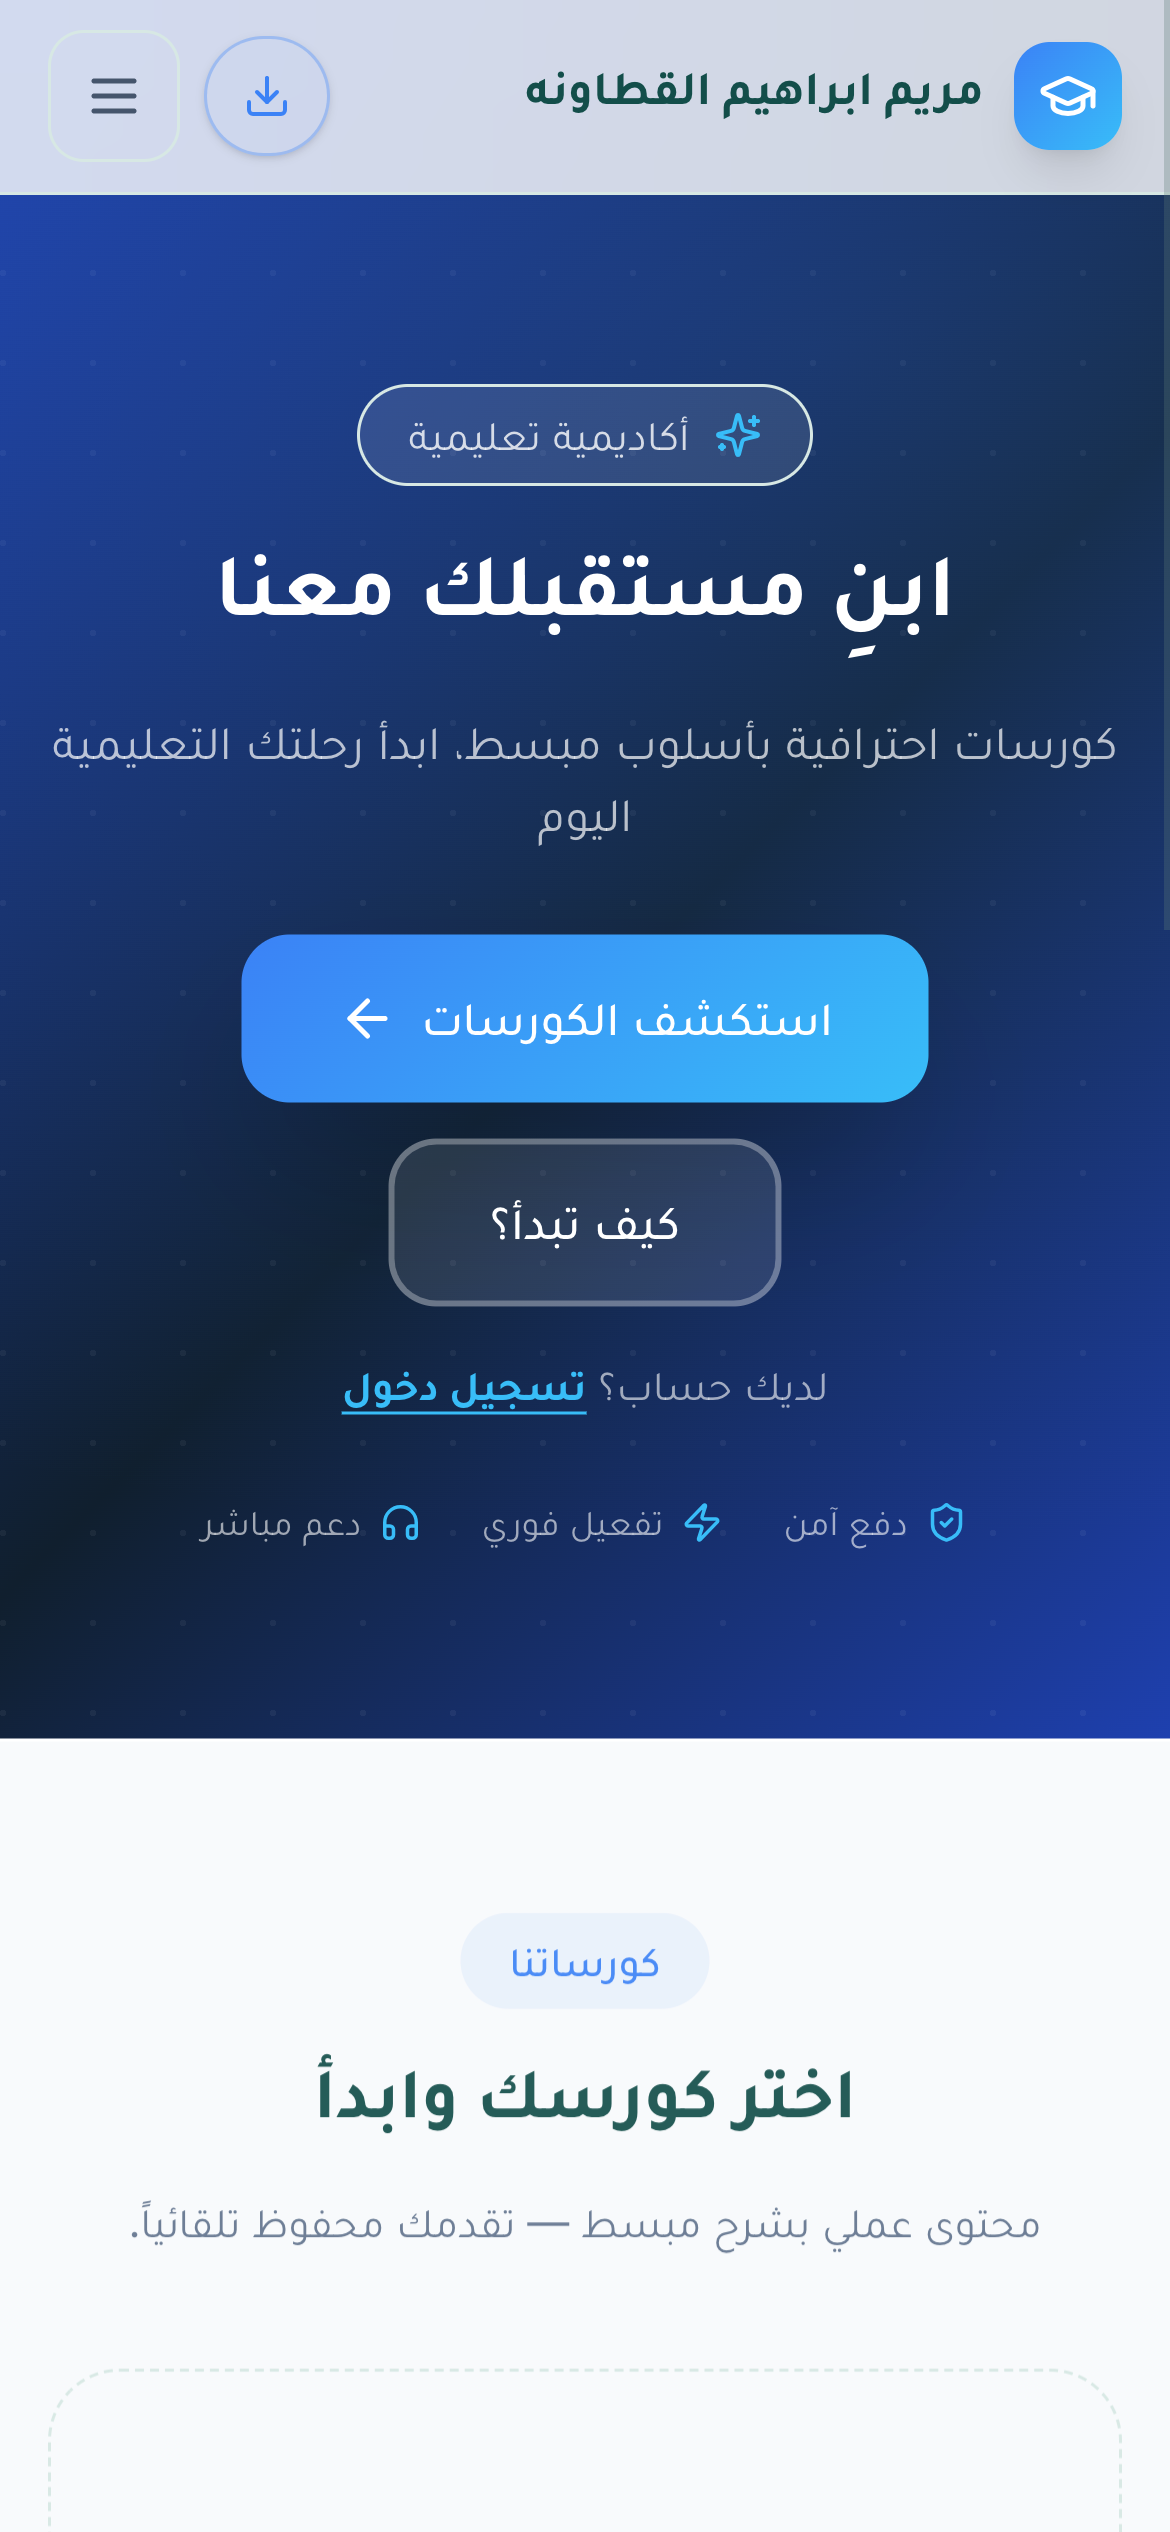 مريم ابراهيم القطاونه
أكاديمية تعليمية
ابنِ مستقبلك معنا
كورسات احترافية بأسلوب مبسط، ابدأ رحلتك التعليمية
اليوم
استكشف الكورسات
كيف تبدأ؟
لديك حساب؟ تسجيل دخول
دفع آمن
تفعيل فوري
دعم مباشر
كورساتنا
اختر كورسك وابدأ
محتوى عملي بشرح مبسط — تقدمك محفوظ تلقائياً.